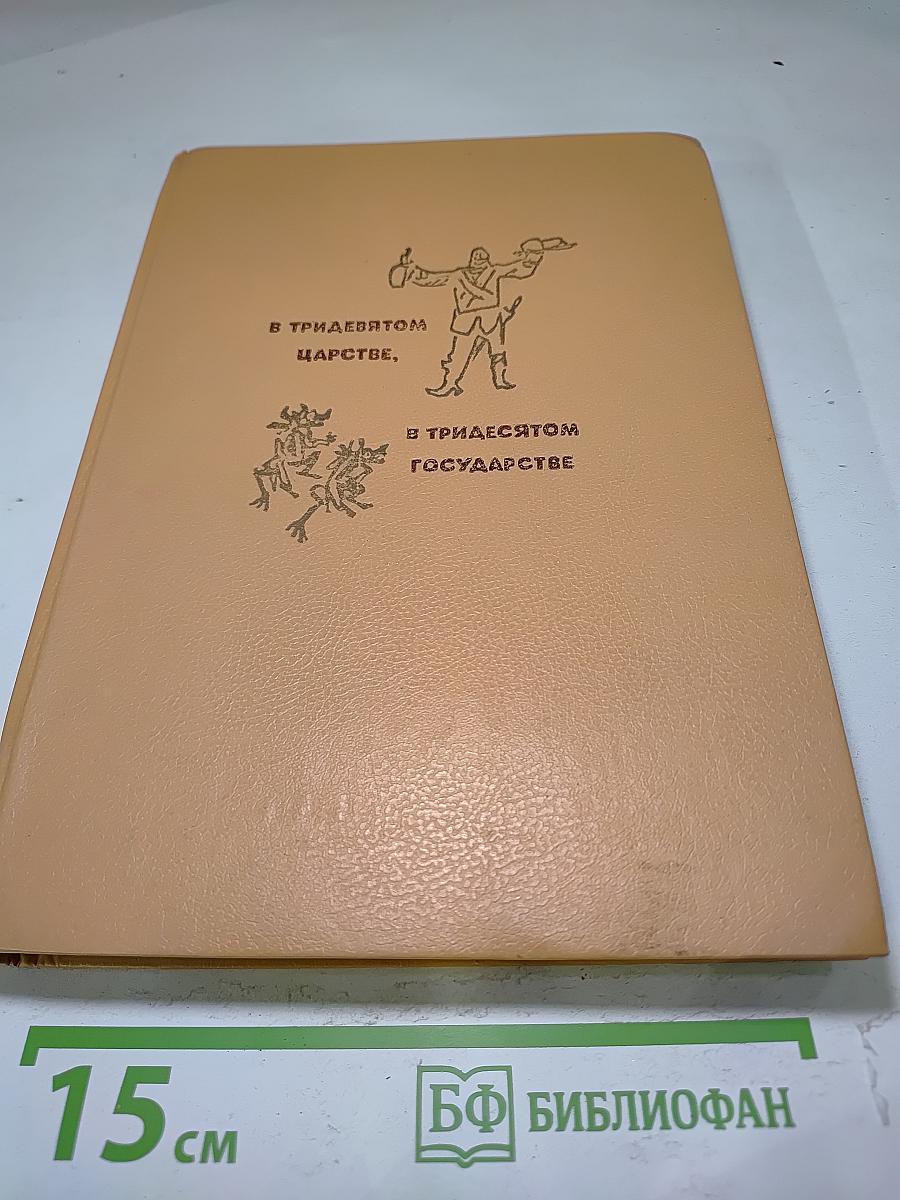 В ТРИДЕВЯТОМ
ЦАРСТВЕ,
В ТРИДЕСЯТОМ
ГОСУДАРСТВЕ
15 см
БФ БИБЛИОФАН